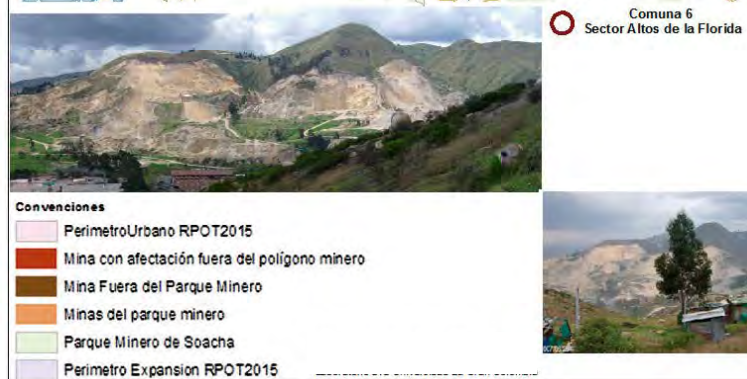 Comuna 6
Sector Altos de la Florida
Convenciones
PerimetroUrbano RPOT2015
Mina con afectación fuera del polígono minero
Mina Fuera del Parque Minero
Minas del parque minero
Parque Minero de Soacha
Perimetro Expansion RPOT2015